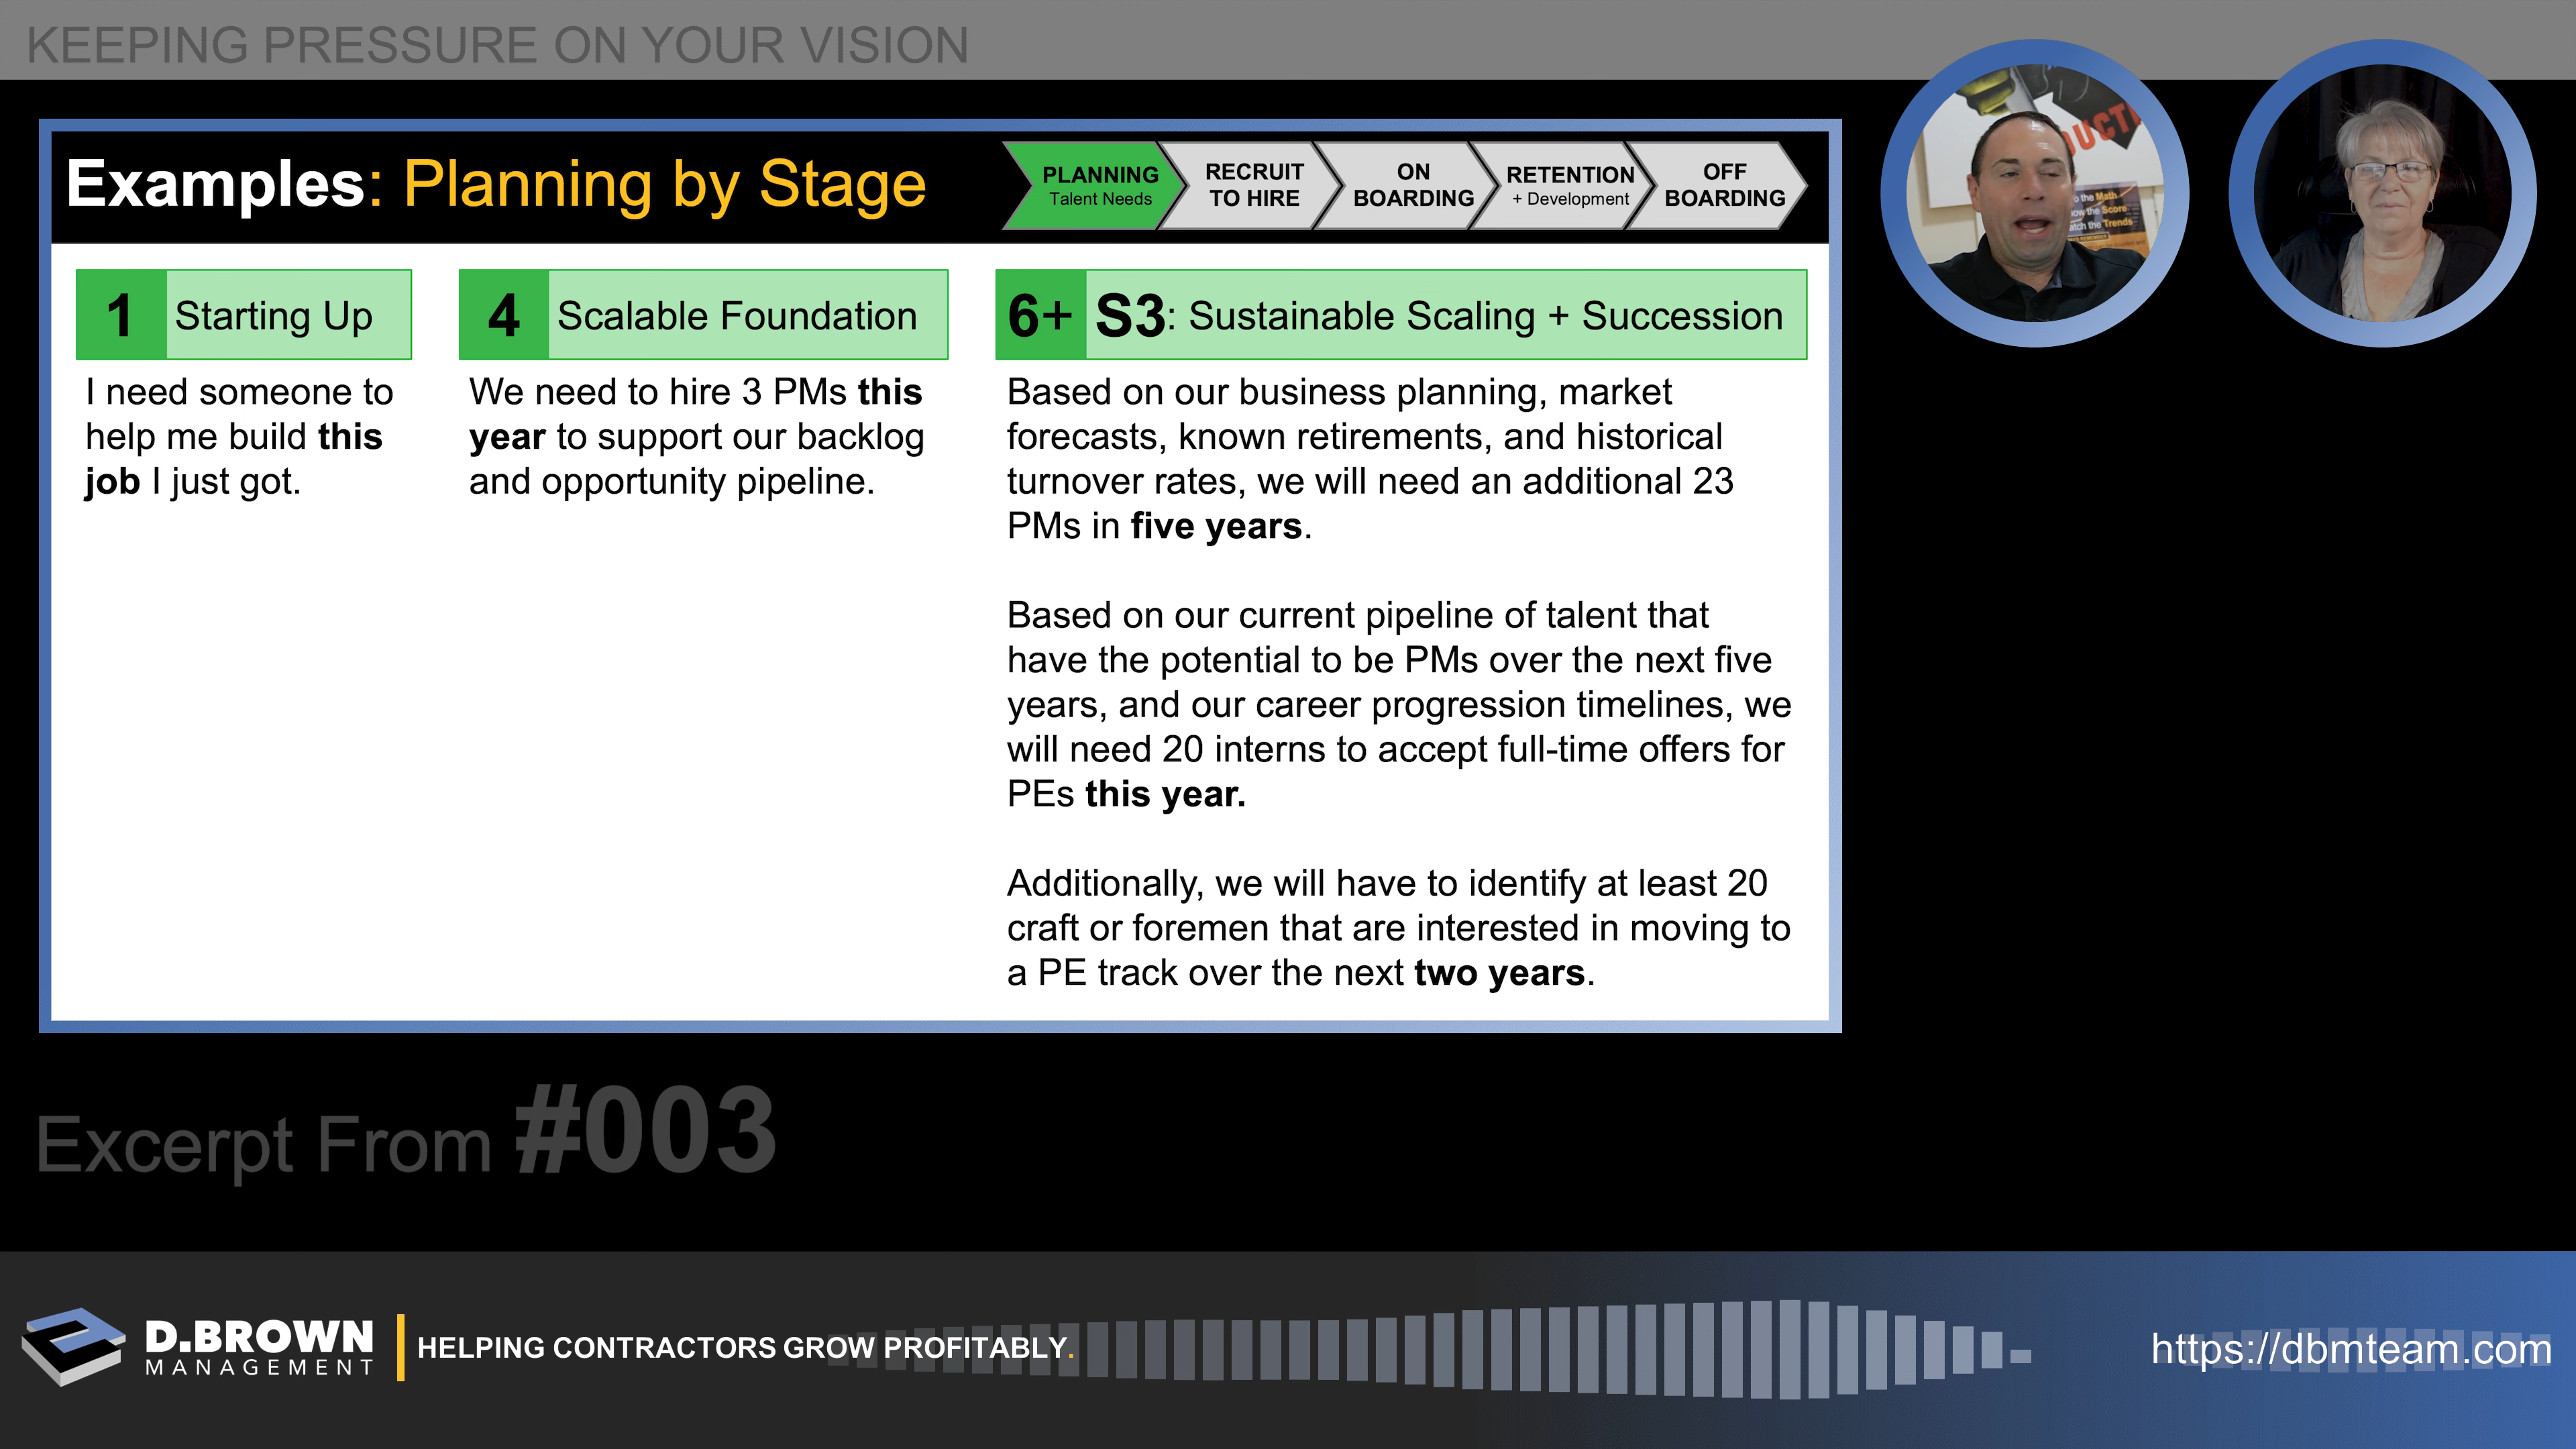 KEEPING PRESSURE ON YOUR VISION
Examples: Planning by Stage
PLANNING
Talent Needs
RECRUIT
TO HIRE
ON
BOARDING
RETENTION
+ Development
OFF
BOARDING
1 Starting Up
I need someone to
help me build this
job I just got.
4 Scalable Foundation
We need to hire 3 PMs this
year to support our backlog
and opportunity pipeline.
6+ S3: Sustainable Scaling + Succession
Based on our business planning, market
forecasts, known retirements, and historical
turnover rates, we will need an additional 23
PMs in five years.
Based on our current pipeline of talent that
have the potential to be PMs over the next five
years, and our career progression timelines, we
will need 20 interns to accept full-time offers for
PEs this year.
Additionally, we will have to identify at least 20
craft or foremen that are interested in moving to
a PE track over the next two years.
UCTI
the Math
the Score
the Trends
Excerpt From #003
D.BROWN
MANAGEMENT
HELPING CONTRACTORS GROW PROFITABLY.
https://dbmteam.com